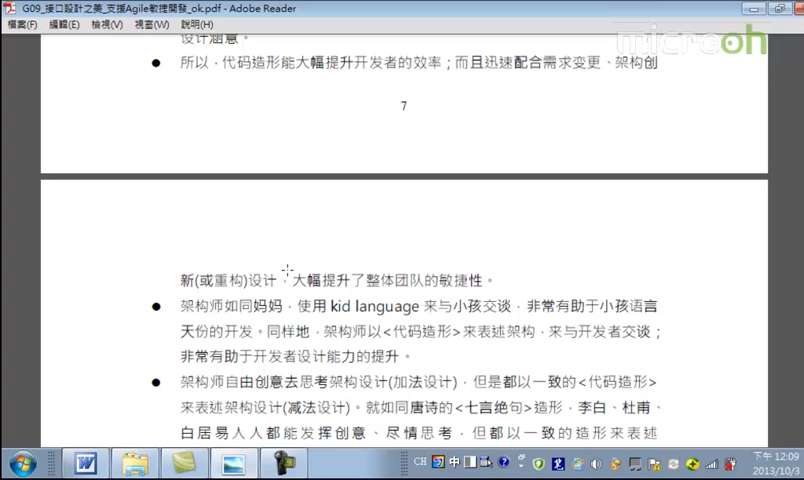 G09_接口設計之美_支援Agile敏捷開發_ok.pdf - Adobe Reader
檔案(F) 編輯(E) 檢視(V) 視窗(W) 說明(H)
microoh
设计涵意。
● 所以，代码造形能大幅提升开发者的效率；而且迅速配合需求变更、架构创
7
新(或重构)设计，大幅提升了整体团队的敏捷性。
● 架构师如同妈妈，使用 kid language 来与小孩交谈，非常有助于小孩语言
天份的开发。同样地，架构师以<代码造形>来表述架构，来与开发者交谈；
非常有助于开发者设计能力的提升。
● 架构师自由创意去思考架构设计(加法设计)，但是都以一致的<代码造形>
来表述架构设计(减法设计)。就如同唐诗的<七言绝句>造形，李白、杜甫、
白居易人人都能发挥创意、尽情思考，但都以一致的造形来表述
CH 中 下午 12:09
2013/10/3